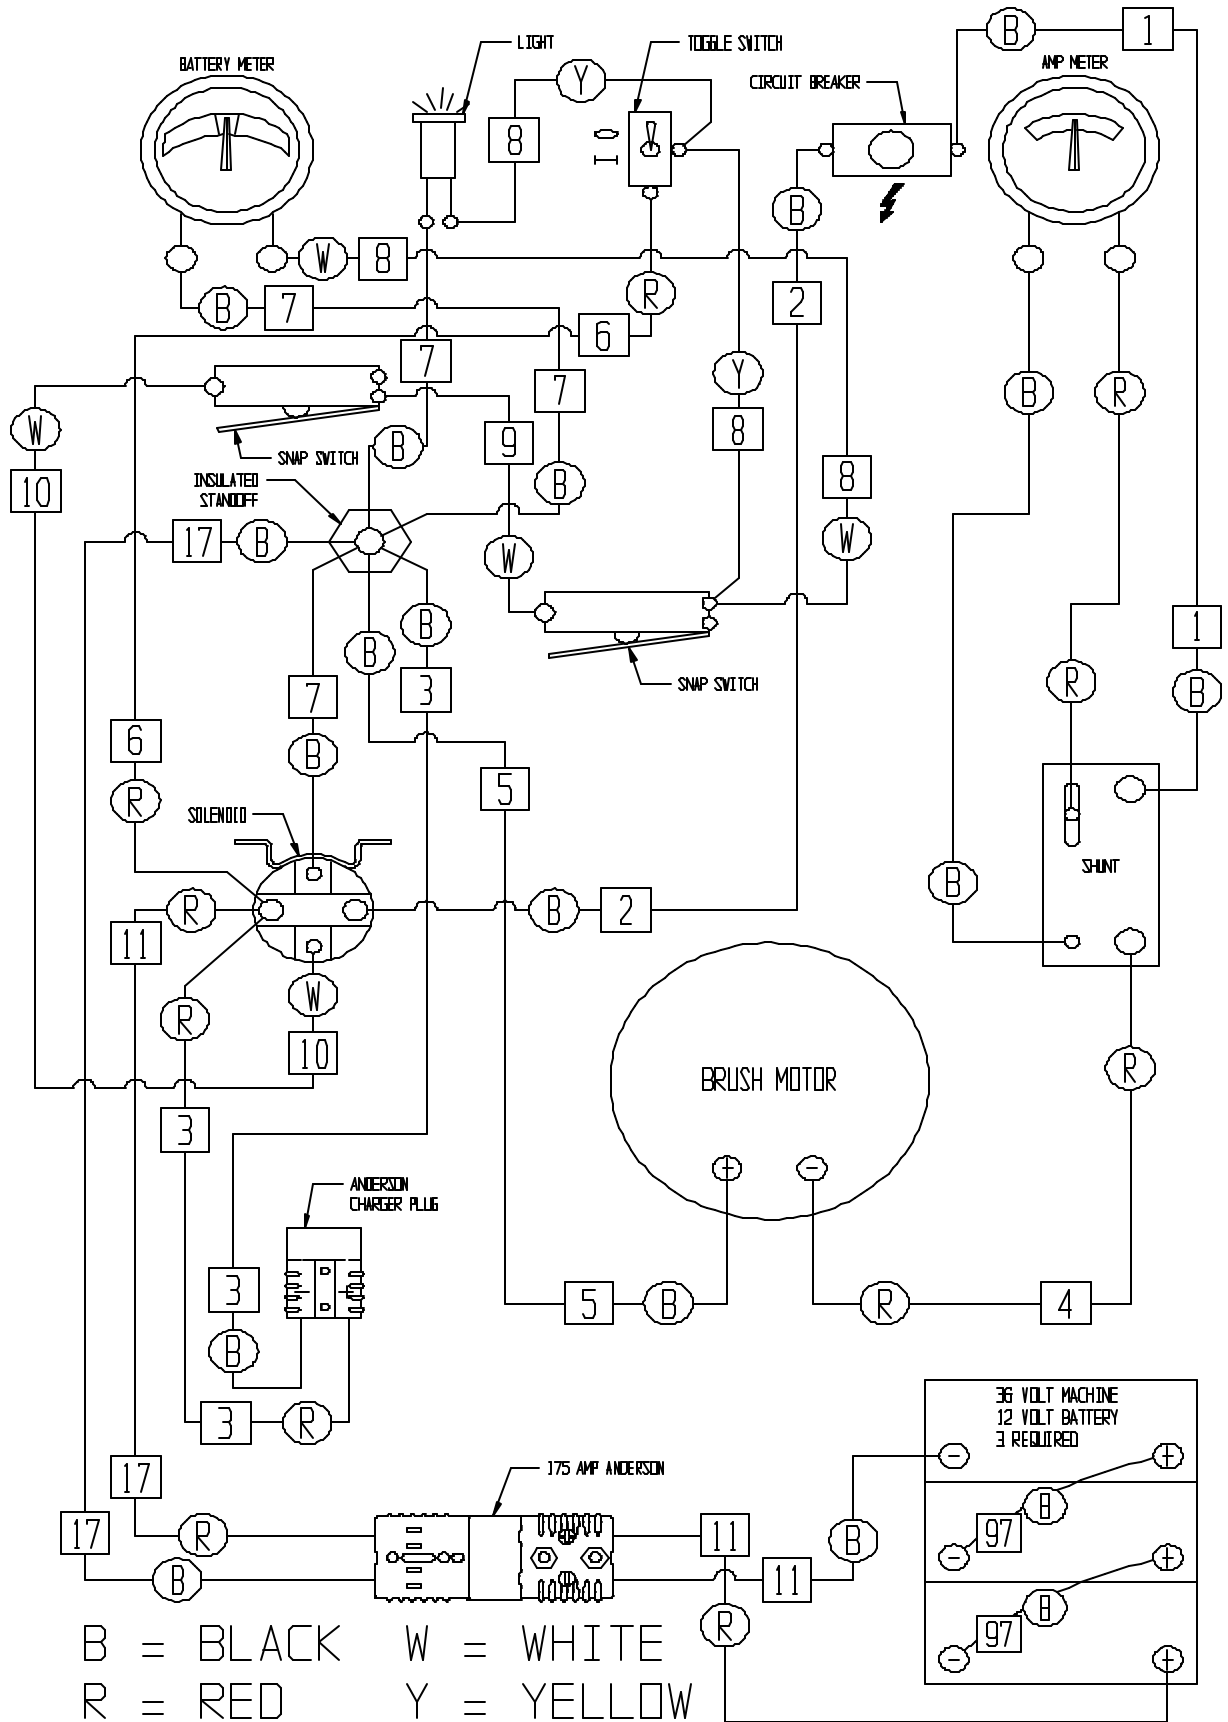 B 1
LIGHT TOGGLE SWITCH
BATTERY METER Y CIRCUIT BREAKER AMP METER
8
B
W 8
B 7 R 2
6
7
7 Y B R
W B 9 8
SNAP SWITCH
10 INSULATED B 8
STANDOFF
17 B W W
B B 1
3 SNAP SWITCH R B
7
6 B
R 5
SOLENOID
SHUNT
R B 2 B
11
W
R 10 R
BRUSH MOTOR
3
+ -
ANDERSON
CHARGER PLUG
3 5 B R 4
B
3 R
36 VOLT MACHINE
12 VOLT BATTERY
3 REQUIRED
- +
17 175 AMP ANDERSON
17 R 11 B 97 B
- +
B 11
R 97 B
- +
B = BLACK W = WHITE
R = RED Y = YELLOW